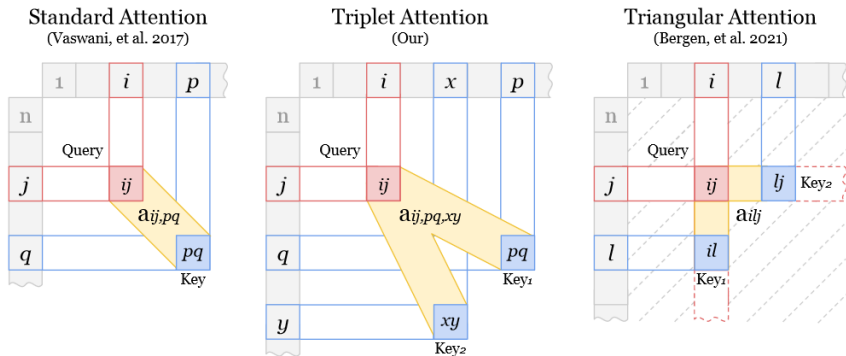 Standard Attention
(Vaswani, et al. 2017)
1 i p
n
Query
j ij
aij,pq
q pq
Key
Triplet Attention
(Our)
1 i x p
n
Query
j ij
aij,pq,xy
q pq
Key1
y xy
Key2
Triangular Attention
(Bergen, et al. 2021)
1 i l
n
Query
j ij lj Key2
ailj
l il
Key1